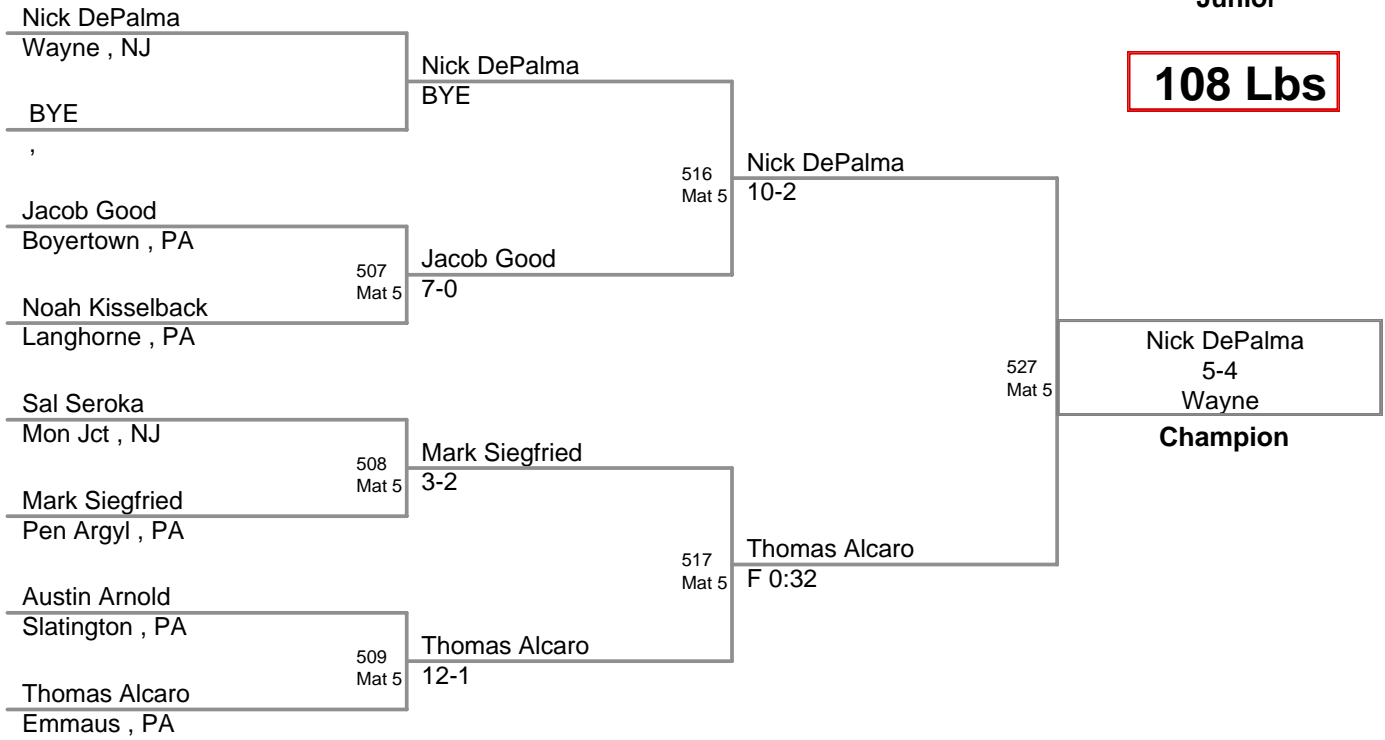 Junior
108 Lbs
Nick DePalma
Wayne , NJ
BYE
,
Jacob Good
Boyertown , PA
Noah Kisselback
Langhorne , PA
Sal Seroka
Mon Jct , NJ
Mark Siegfried
Pen Argyl , PA
Austin Arnold
Slatington , PA
Thomas Alcaro
Emmaus , PA
Nick DePalma
BYE
507
Mat 5
Jacob Good
7-0
508
Mat 5
Mark Siegfried
3-2
509
Mat 5
Thomas Alcaro
12-1
516
Mat 5
Nick DePalma
10-2
517
Mat 5
Thomas Alcaro
F 0:32
527
Mat 5
Nick DePalma
5-4
Wayne
Champion